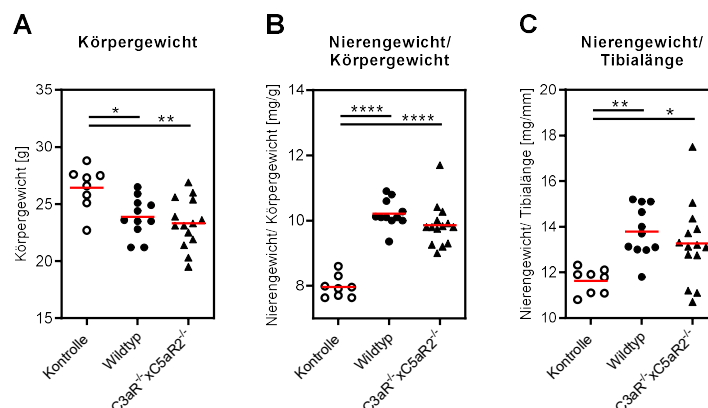 A
Körpergewicht
Körpergewicht [g]
35
30
25
20
15
*
**
Kontrolle
Wildtyp
C3aR⁻/⁻xC5aR2⁻/⁻
B
Nierengewicht/
Körpergewicht
Nierengewicht/ Körpergewicht [mg/g]
14
12
10
8
****
****
Kontrolle
Wildtyp
C3aR⁻/⁻xC5aR2⁻/⁻
C
Nierengewicht/
Tibialänge
Nierengewicht/ Tibialänge [mg/mm]
20
18
16
14
12
10
**
*
Kontrolle
Wildtyp
C3aR⁻/⁻xC5aR2⁻/⁻